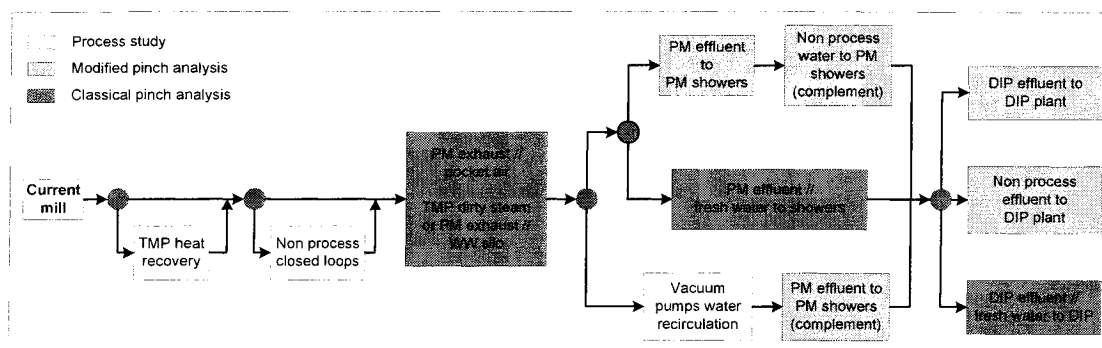 Process study
Modified pinch analysis
Classical pinch analysis
Current
mill
TMP heat
recovery
Non process
closed loops
PM exhaust //
pocket air
TMP dirty steam
or PM exhaust //
WW silo
PM effluent
to
PM showers
Non process
water to PM
showers
(complement)
PM effluent //
fresh water to showers
Vacuum
pumps water
recirculation
PM effluent to
PM showers
(complement)
DIP effluent to
DIP plant
Non process
effluent to
DIP plant
DIP effluent //
fresh water to DIP